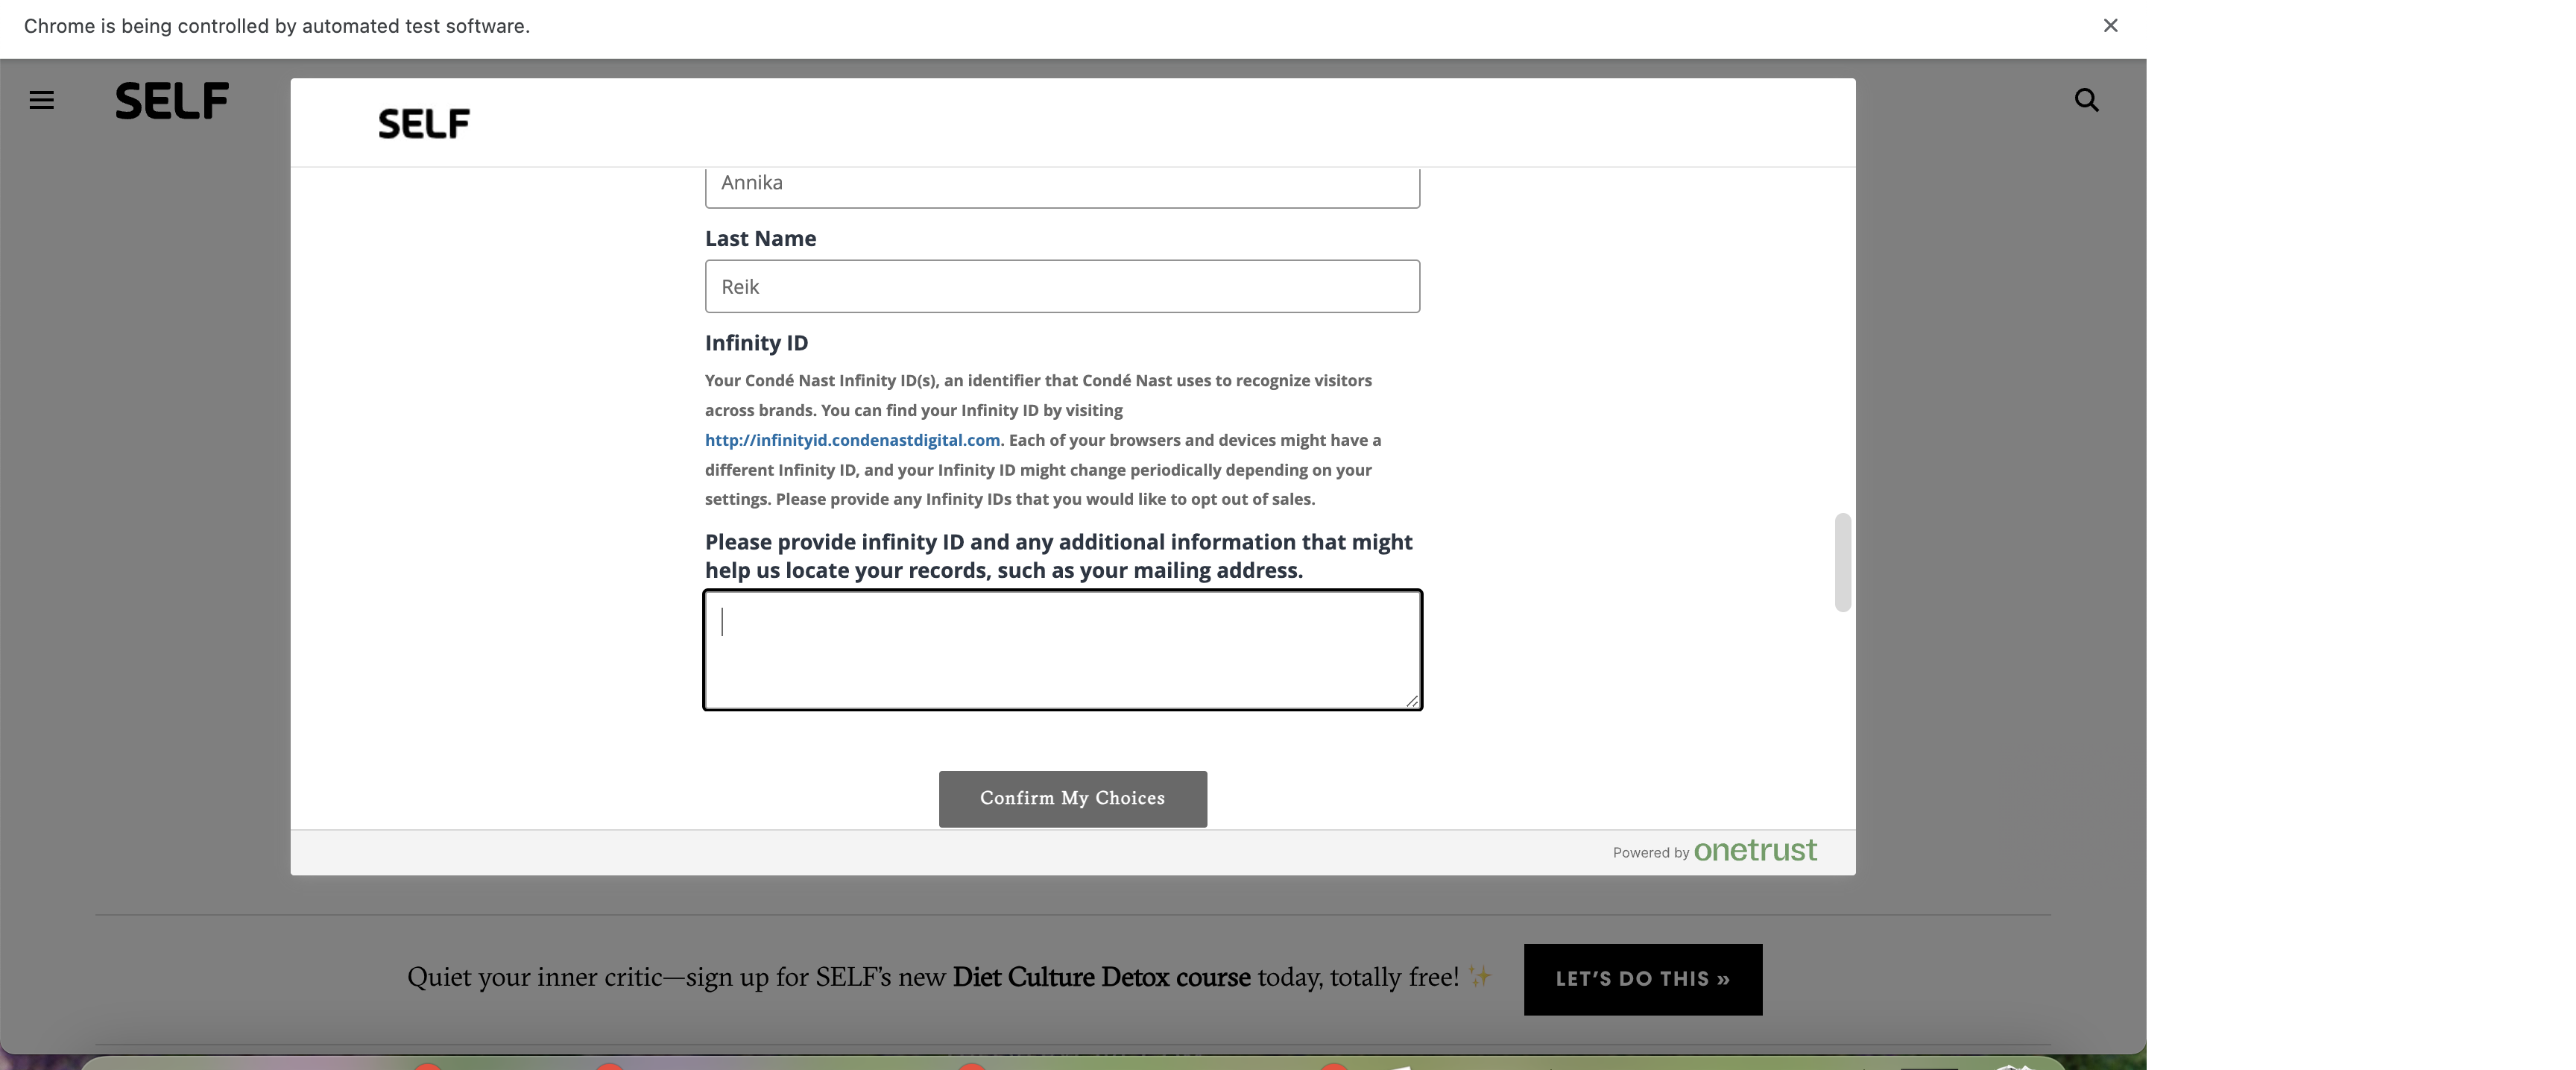 Chrome is being controlled by automated test software.
SELF
SELF
Annika
Last Name
Reik
Infinity ID
Your Condé Nast Infinity ID(s), an identifier that Condé Nast uses to recognize visitors
across brands. You can find your Infinity ID by visiting
http://infinityid.condenastdigital.com. Each of your browsers and devices might have a
different Infinity ID, and your Infinity ID might change periodically depending on your
settings. Please provide any Infinity IDs that you would like to opt out of sales.
Please provide infinity ID and any additional information that might
help us locate your records, such as your mailing address.
Confirm My Choices
Powered by onetrust
Quiet your inner critic—sign up for SELF's new Diet Culture Detox course today, totally free! ✨
LET'S DO THIS »